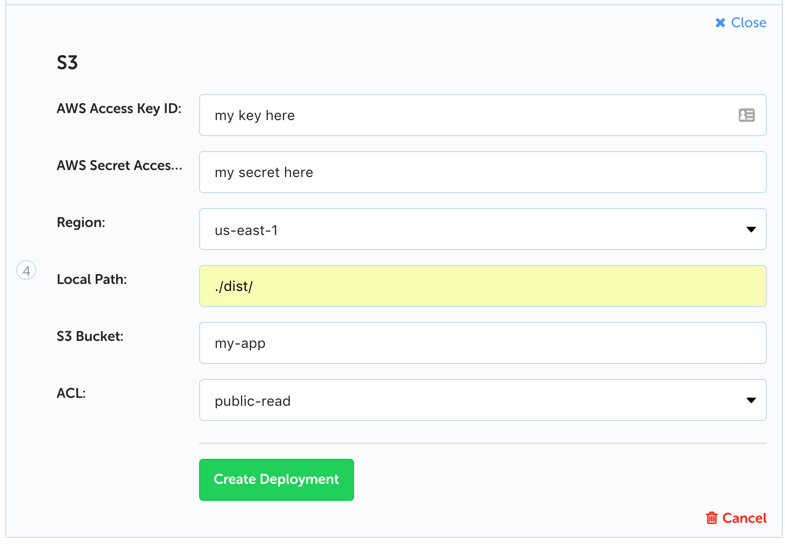 Close
S3
AWS Access Key ID:
my key here
AWS Secret Acces...
my secret here
Region:
us-east-1
4
Local Path:
./dist/
S3 Bucket:
my-app
ACL:
public-read
Create Deployment
Cancel